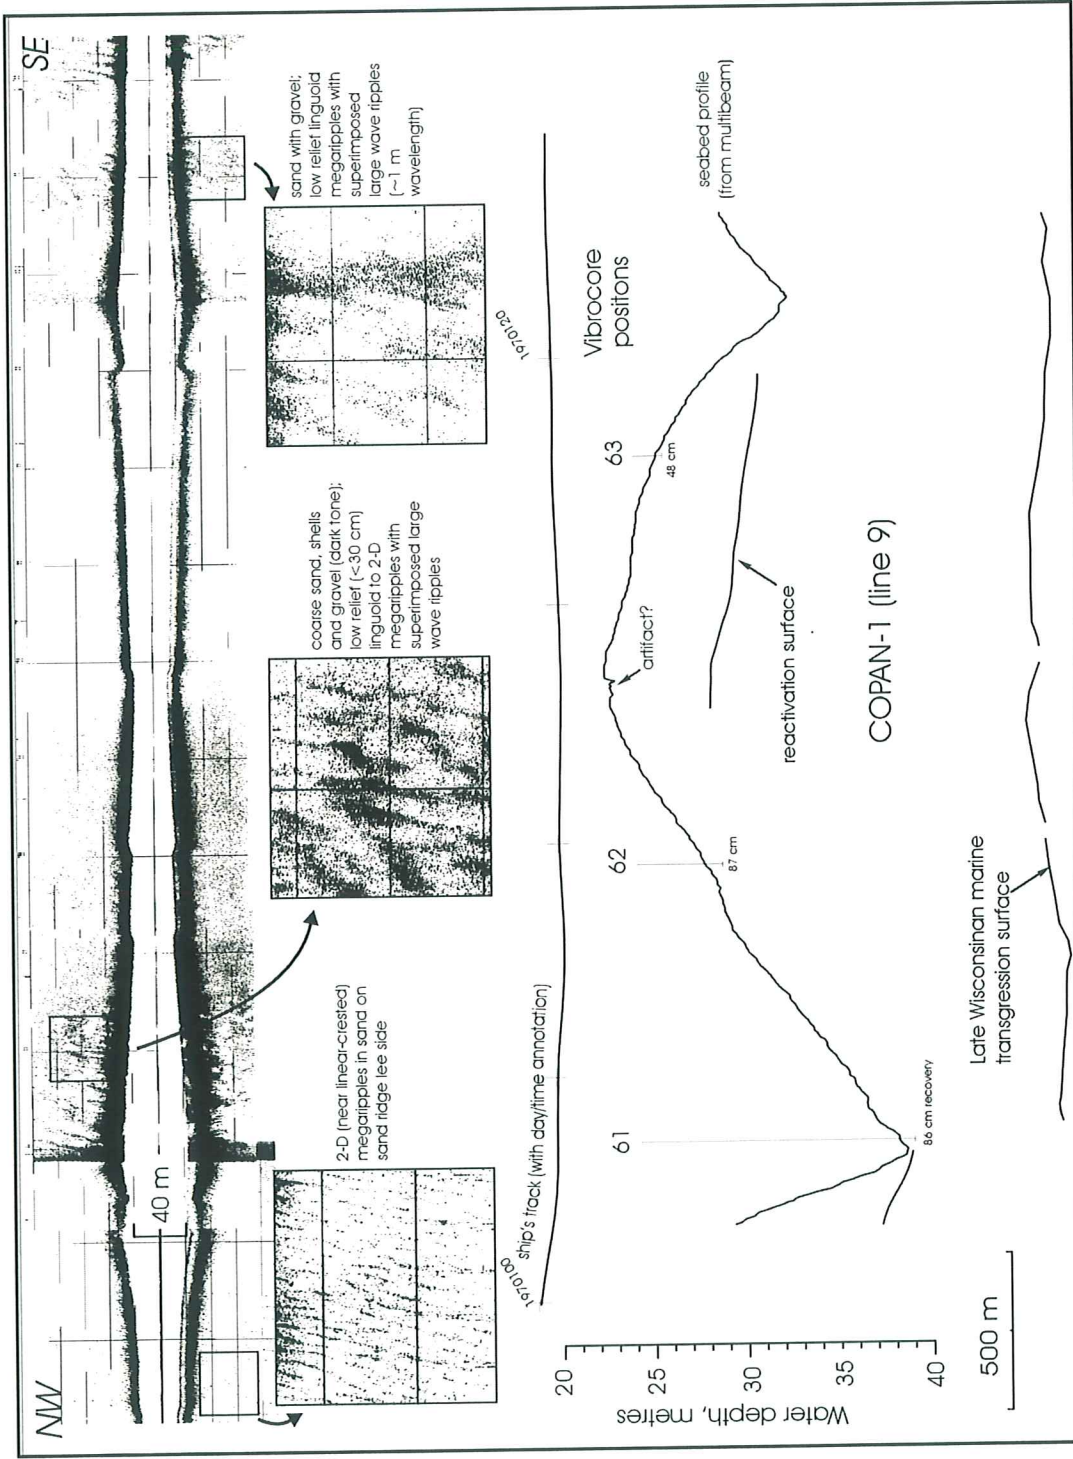 NW
SE
40 m
2-D (near linear-crested)
megaripples in sand on
sand ridge lee side
coarse sand, shells
and gravel (dark tone);
low relief (<30 cm)
linguoid to 2-D
megaripples with
superimposed large
wave ripples
sand with gravel;
low relief linguoid
megaripples with
superimposed
large wave ripples
(~1 m
wavelength)
1970100
ship's track (with day/time annotation)
1970120
Vibrocore
positons
61
62
63
86 cm recovery
87 cm
48 cm
artifact?
seabed profile
(from multibeam)
reactivation surface
COPAN-1 (line 9)
Late Wisconsinan marine
transgression surface
Water depth, metres
20
25
30
35
40
500 m